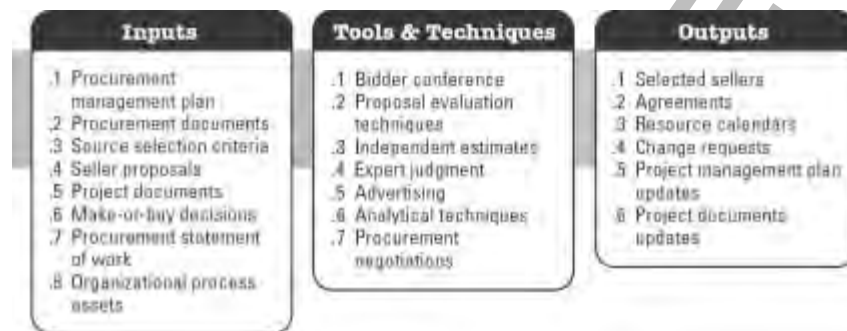 Inputs
.1 Procurement
management plan
.2 Procurement documents
.3 Source selection criteria
.4 Seller proposals
.5 Project documents
.6 Make-or-buy decisions
.7 Procurement statement
of work
.8 Organizational process
assets
Tools & Techniques
.1 Bidder conference
.2 Proposal evaluation
techniques
.3 Independent estimates
.4 Expert judgment
.5 Advertising
.6 Analytical techniques
.7 Procurement
negotiations
Outputs
.1 Selected sellers
.2 Agreements
.3 Resource calendars
.4 Change requests
.5 Project management plan
updates
.6 Project documents
updates